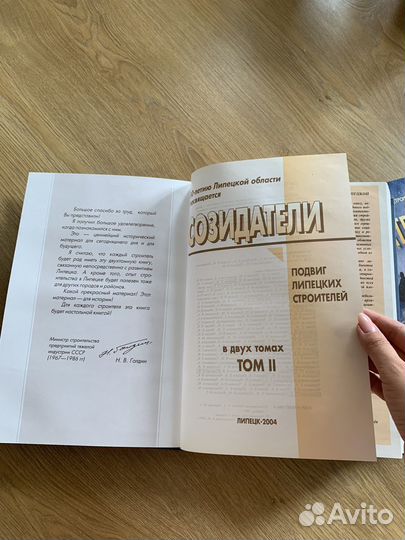 Большое спасибо за труд, который
Вы представили!
Я получил большое удовлетворение,
когда познакомился с ним.
Это — ценнейший исторический
материал для сегодняшнего дня и для
будущего.
Я считаю, что каждый строитель
будет рад иметь эту двухтомную книгу,
связанную непосредственно с развитием
Липецка. А кроме того, опыт стро-
ительства в Липецке будет полезен тоже
для других городов и районов.
Какой прекрасный материал! Этот
материал — для истории!
Для каждого строителя эта книга
будет настольной книгой!
Министр строительства
предприятий тяжелой
индустрии СССР
(1967—1986 гг)
Н. В. Голдин
-летию Липецкой области
посвящается
СОЗИДАТЕЛИ
ПОДВИГ
ЛИПЕЦКИХ
СТРОИТЕЛЕЙ
в двух томах
ТОМ II
ЛИПЕЦК-2004
Avito